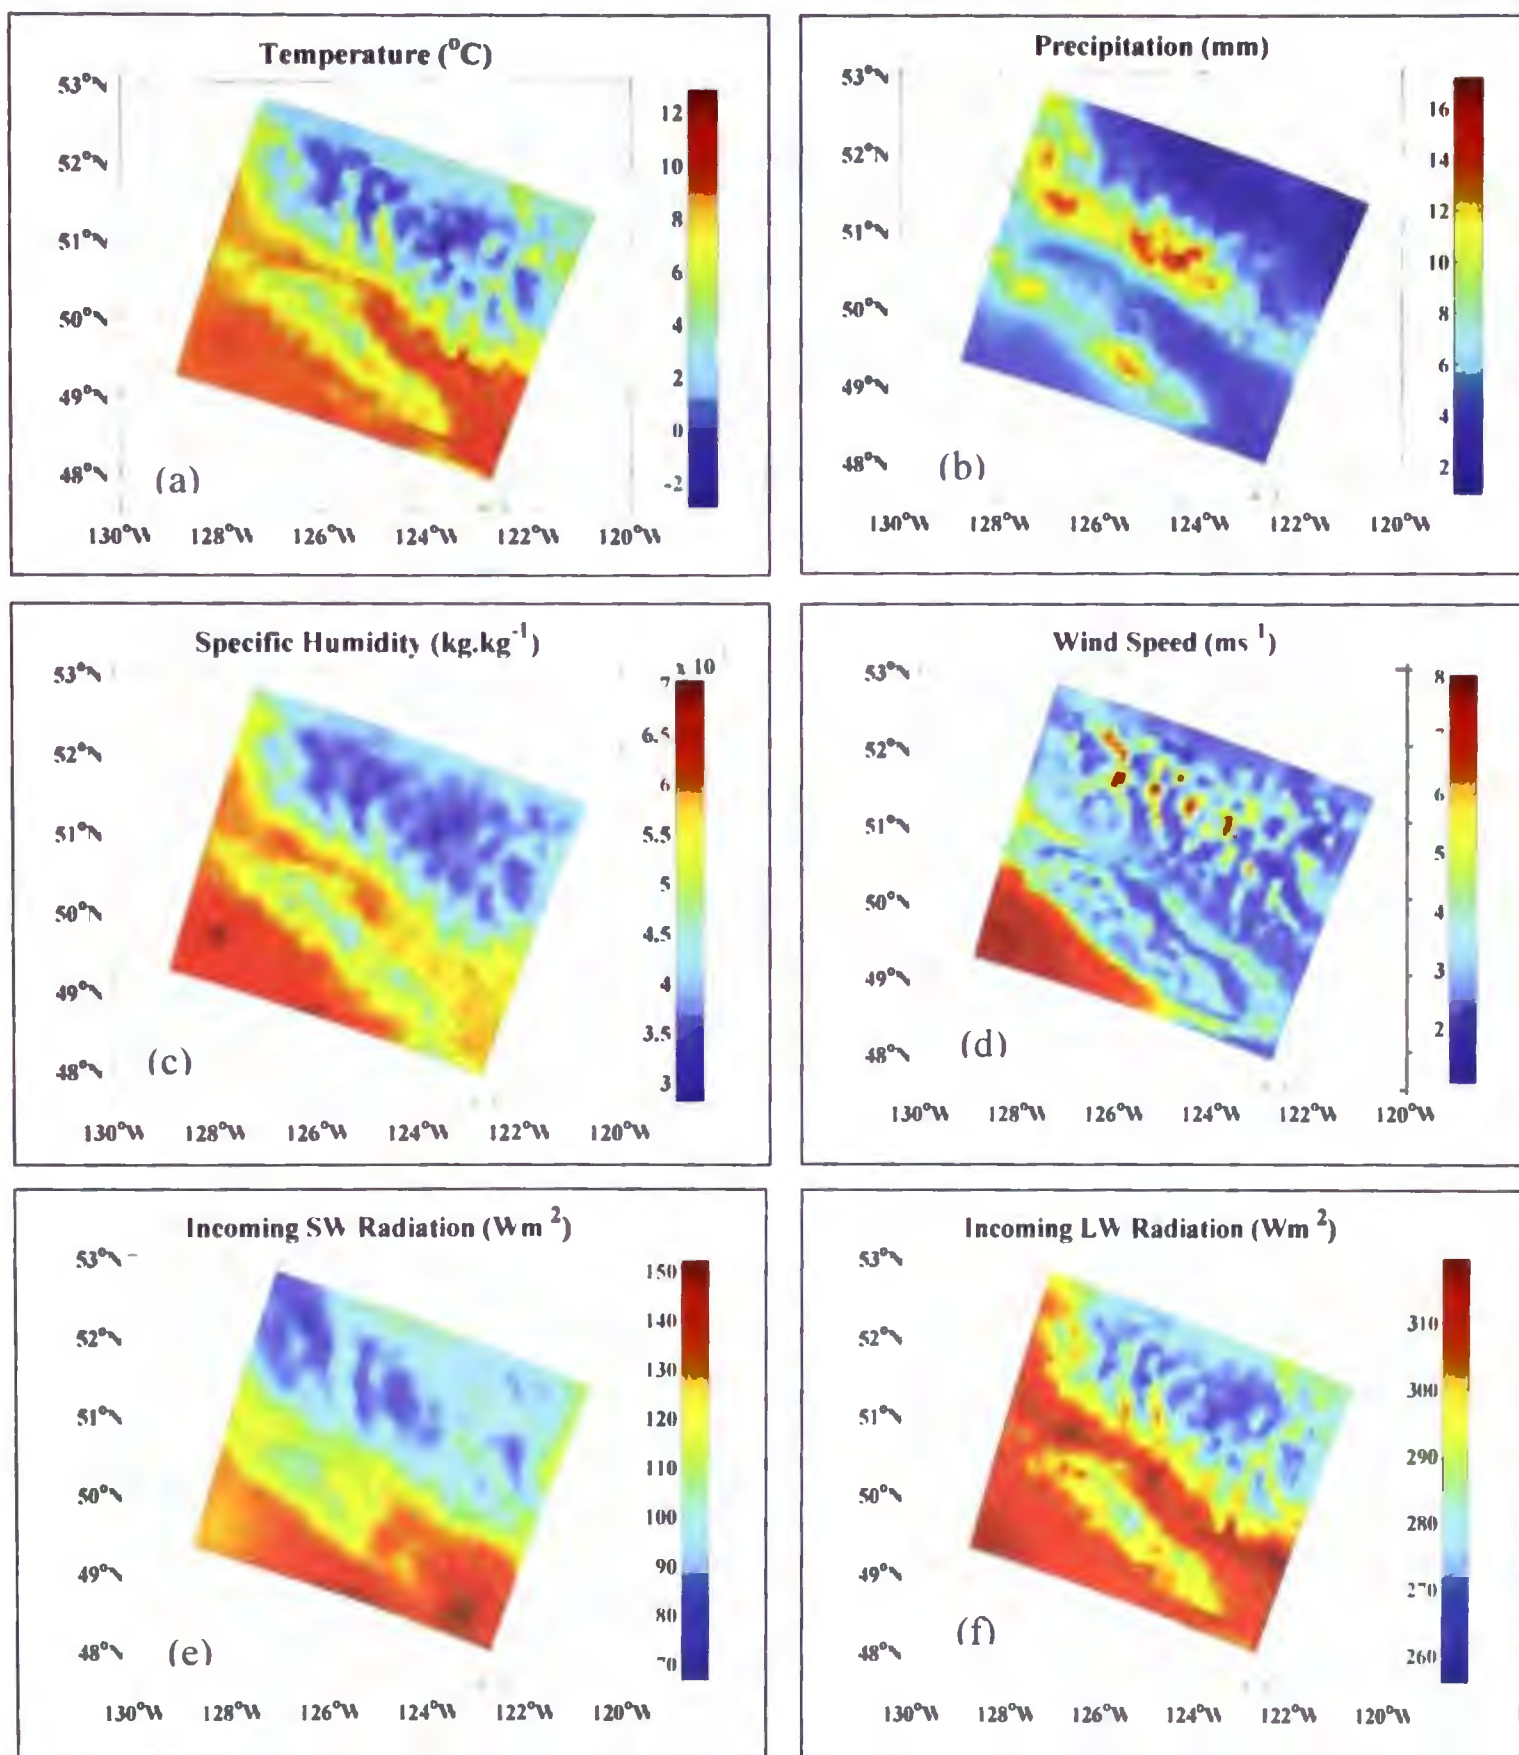 Temperature (°C)
53°N
52°N
51°N
50°N
49°N
48°N
12
10
8
6
4
2
0
-2
(a)
130°W 128°W 126°W 124°W 122°W 120°W
Precipitation (mm)
53°N
52°N
51°N
50°N
49°N
48°N
16
14
12
10
8
6
4
2
(b)
130°W 128°W 126°W 124°W 122°W 120°W
Specific Humidity (kg.kg-1)
x 10
53°N
52°N
51°N
50°N
49°N
48°N
7
6.5
6
5.5
5
4.5
4
3.5
3
(c)
130°W 128°W 126°W 124°W 122°W 120°W
Wind Speed (ms 1)
53°N
52°N
51°N
50°N
49°N
48°N
8
7
6
5
4
3
2
(d)
130°W 128°W 126°W 124°W 122°W 120°W
Incoming SW Radiation (Wm 2)
53°N
52°N
51°N
50°N
49°N
48°N
150
140
130
120
110
100
90
80
70
(e)
130°W 128°W 126°W 124°W 122°W 120°W
Incoming LW Radiation (Wm 2)
53°N
52°N
51°N
50°N
49°N
48°N
310
300
290
280
270
260
(f)
130°W 128°W 126°W 124°W 122°W 120°W